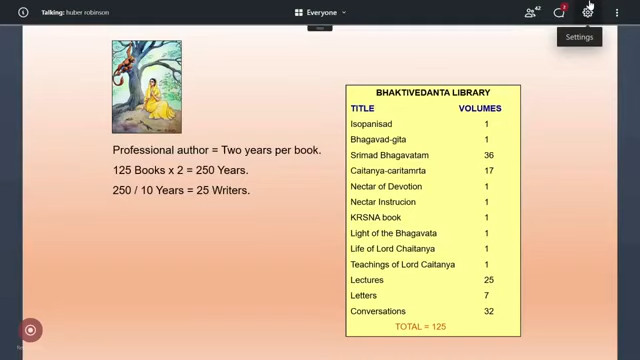 Talking: huber robinson
Everyone
42
2
Settings
Professional author = Two years per book.
125 Books x 2 = 250 Years.
250 / 10 Years = 25 Writers.
BHAKTIVEDANTA LIBRARY
TITLE VOLUMES
Isopanisad 1
Bhagavad-gita 1
Srimad Bhagavatam 36
Caitanya-caritamrta 17
Nectar of Devotion 1
Nectar Instrucion 1
KRSNA book 1
Light of the Bhagavata 1
Life of Lord Chaitanya 1
Teachings of Lord Caitanya 1
Lectures 25
Letters 7
Conversations 32
TOTAL = 125